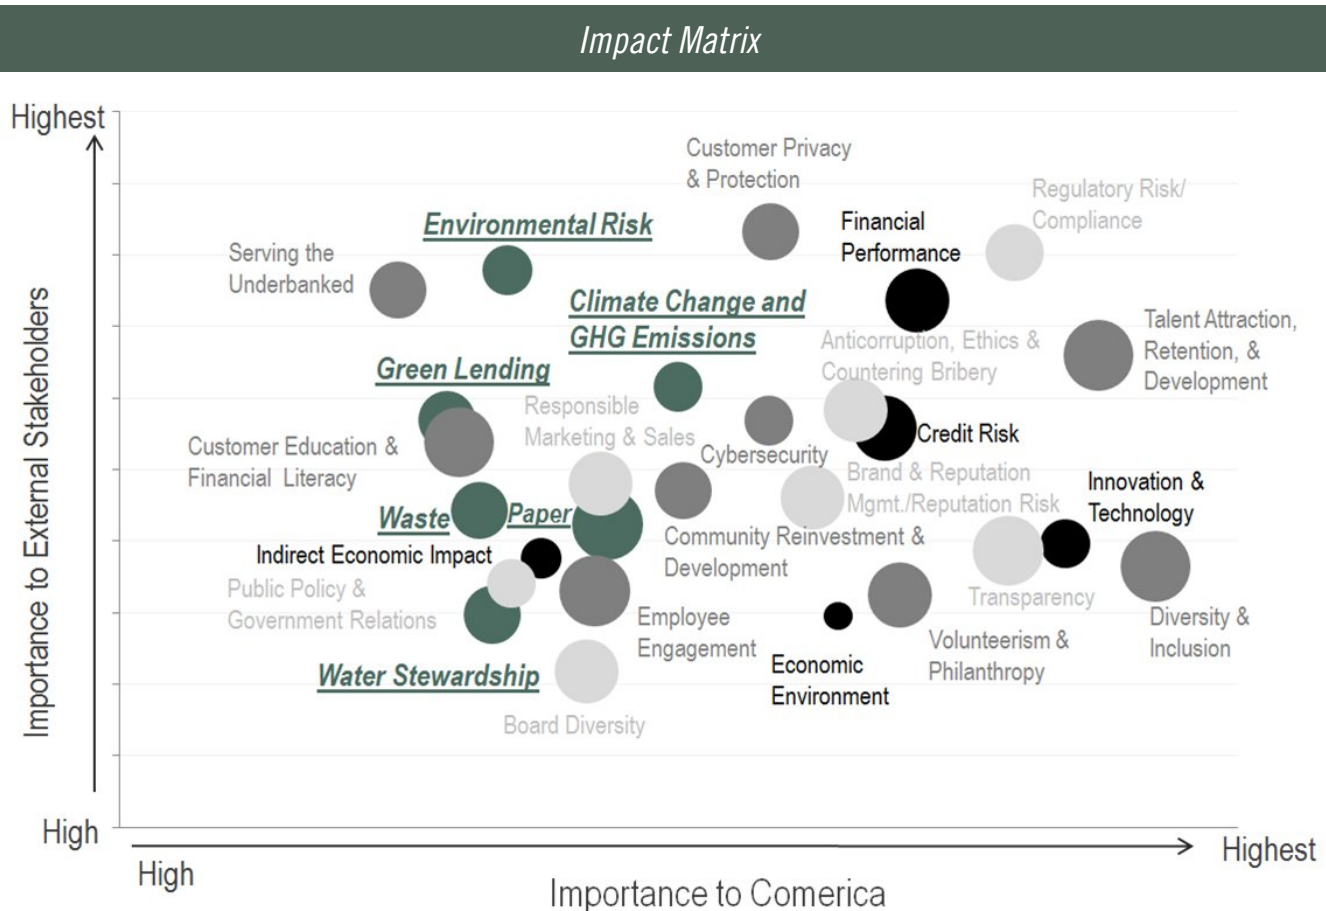 Impact Matrix
Highest
Importance to External Stakeholders
High
Customer Privacy
& Protection
Regulatory Risk/
Compliance
Environmental Risk
Financial
Performance
Serving the
Underbanked
Climate Change and
GHG Emissions
Talent Attraction,
Retention, &
Development
Anticorruption, Ethics &
Countering Bribery
Green Lending
Responsible
Marketing & Sales
Credit Risk
Customer Education &
Financial Literacy
Cybersecurity
Brand & Reputation
Mgmt./Reputation Risk
Innovation &
Technology
Waste
Paper
Community Reinvestment &
Development
Indirect Economic Impact
Public Policy &
Government Relations
Transparency
Employee
Engagement
Diversity &
Inclusion
Volunteerism &
Philanthropy
Economic
Environment
Water Stewardship
Board Diversity
High
Importance to Comerica
Highest